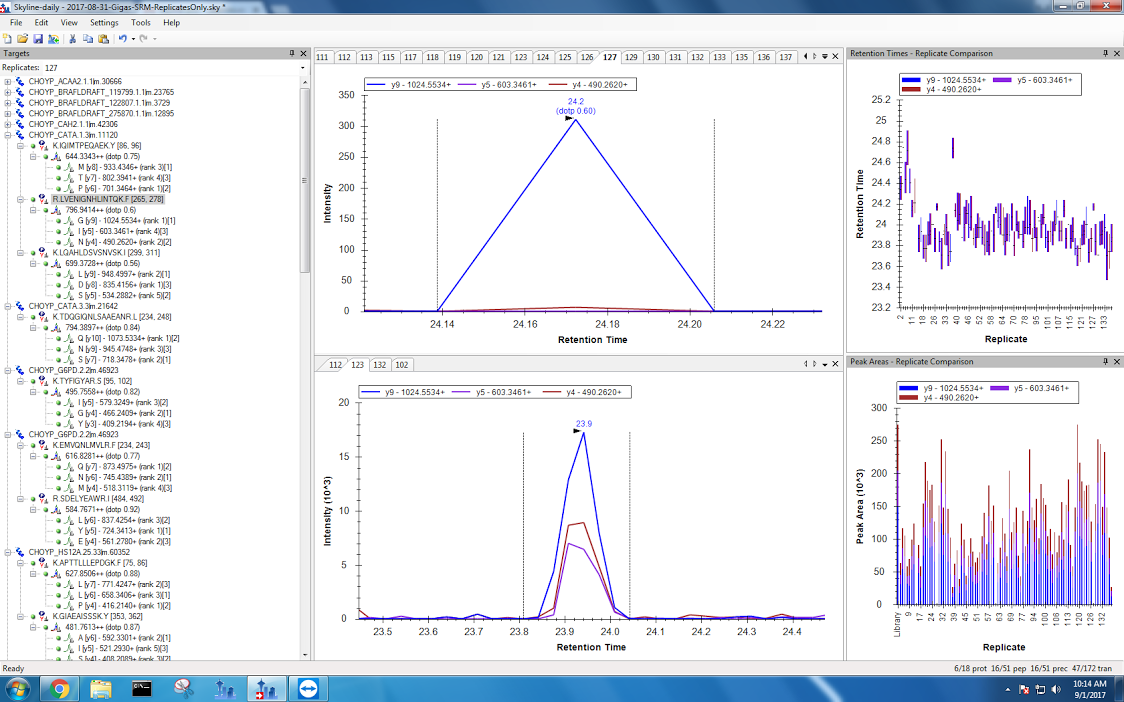 Skyline-daily - 2017-08-31-Gigas-SRM-ReplicatesOnly.sky *
File Edit View Settings Tools Help
Targets
Replicates: 127
CHOYP_ACAA2.1.1|m.30666
CHOYP_BRAFLDRAFT_119799.1.1|m.23765
CHOYP_BRAFLDRAFT_122807.1.1|m.3729
CHOYP_BRAFLDRAFT_275870.1.1|m.12895
CHOYP_CAH2.1.1|m.42306
CHOYP_CATA.1.3|m.11120
K.IQIMTPEQAEK.Y [86, 96]
644.3343++ (dotp 0.75)
M [y8] - 933.4346+ (rank 3)[1]
T [y7] - 802.3941+ (rank 4)[3]
P [y6] - 701.3464+ (rank 1)[2]
R.LVENIGNHLINTQK.F [265, 278]
796.9414++ (dotp 0.6)
G [y9] - 1024.5534+ (rank 1)[1]
I [y5] - 603.3461+ (rank 4)[3]
N [y4] - 490.2620+ (rank 2)[2]
K.LQAHLDSVSNVSK.I [299, 311]
699.3728++ (dotp 0.56)
L [y9] - 948.4997+ (rank 2)[1]
D [y8] - 835.4156+ (rank 1)[3]
S [y5] - 534.2882+ (rank 5)[2]
CHOYP_CATA.3.3|m.21642
K.TDQGIQNLSAAEANR.L [234, 248]
794.3897++ (dotp 0.84)
Q [y10] - 1073.5334+ (rank 1)[2]
N [y9] - 945.4748+ (rank 3)[3]
S [y7] - 718.3478+ (rank 2)[1]
CHOYP_G6PD.2.2|m.46923
K.TYFIGYAR.S [95, 102]
495.7558++ (dotp 0.82)
I [y5] - 579.3249+ (rank 3)[2]
G [y4] - 466.2409+ (rank 2)[1]
Y [y3] - 409.2194+ (rank 4)[3]
CHOYP_G6PD.2.2|m.46923
K.EMVQNLMVLR.F [234, 243]
616.8281++ (dotp 0.77)
Q [y7] - 873.4975+ (rank 1)[2]
N [y6] - 745.4389+ (rank 2)[1]
M [y4] - 518.3119+ (rank 4)[3]
R.SDELYEAWR.I [484, 492]
584.7671++ (dotp 0.92)
L [y6] - 837.4254+ (rank 3)[2]
Y [y5] - 724.3413+ (rank 1)[1]
E [y4] - 561.2780+ (rank 2)[3]
CHOYP_HS12A.25.33|m.60352
K.APTTLLLEPDGK.F [75, 86]
627.8506++ (dotp 0.88)
L [y7] - 771.4247+ (rank 2)[3]
L [y6] - 658.3406+ (rank 3)[1]
P [y4] - 416.2140+ (rank 1)[2]
K.GIAEAISSSK.Y [353, 362]
481.7613++ (dotp 0.87)
A [y6] - 592.3301+ (rank 2)[1]
I [y5] - 521.2930+ (rank 5)[3]
S [y4] - 408.2089+ (rank 3)[2]
111 112 113 115 117 118 119 120 121 123 124 125 126 127 129 130 131 132 133 135 136 137
y9 - 1024.5534+ y5 - 603.3461+ y4 - 490.2620+
24.2
(dotp 0.60)
350
300
250
200
150
100
50
0
Intensity
24.14 24.16 24.18 24.20 24.22
Retention Time
112 123 132 102
y9 - 1024.5534+ y5 - 603.3461+ y4 - 490.2620+
23.9
20
15
10
5
0
Intensity (10^3)
23.5 23.6 23.7 23.8 23.9 24.0 24.1 24.2 24.3 24.4
Retention Time
Retention Times - Replicate Comparison
y9 - 1024.5534+ y5 - 603.3461+
y4 - 490.2620+
25.2
25
24.8
24.6
24.4
24.2
24
23.8
23.6
23.4
23.2
Retention Time
2 11 18 26 33 40 46 52 58 64 70 78 85 95 101 107 115 121 127 133
Replicate
Peak Areas - Replicate Comparison
y9 - 1024.5534+ y5 - 603.3461+
y4 - 490.2620+
300
250
200
150
100
50
0
Peak Area (10^3)
Library 9 17 24 32 39 45 51 57 63 69 77 84 94 100 106 113 120 126 132
Replicate
Ready
6/18 prot 16/51 pep 16/51 prec 47/172 tran
10:14 AM
9/1/2017